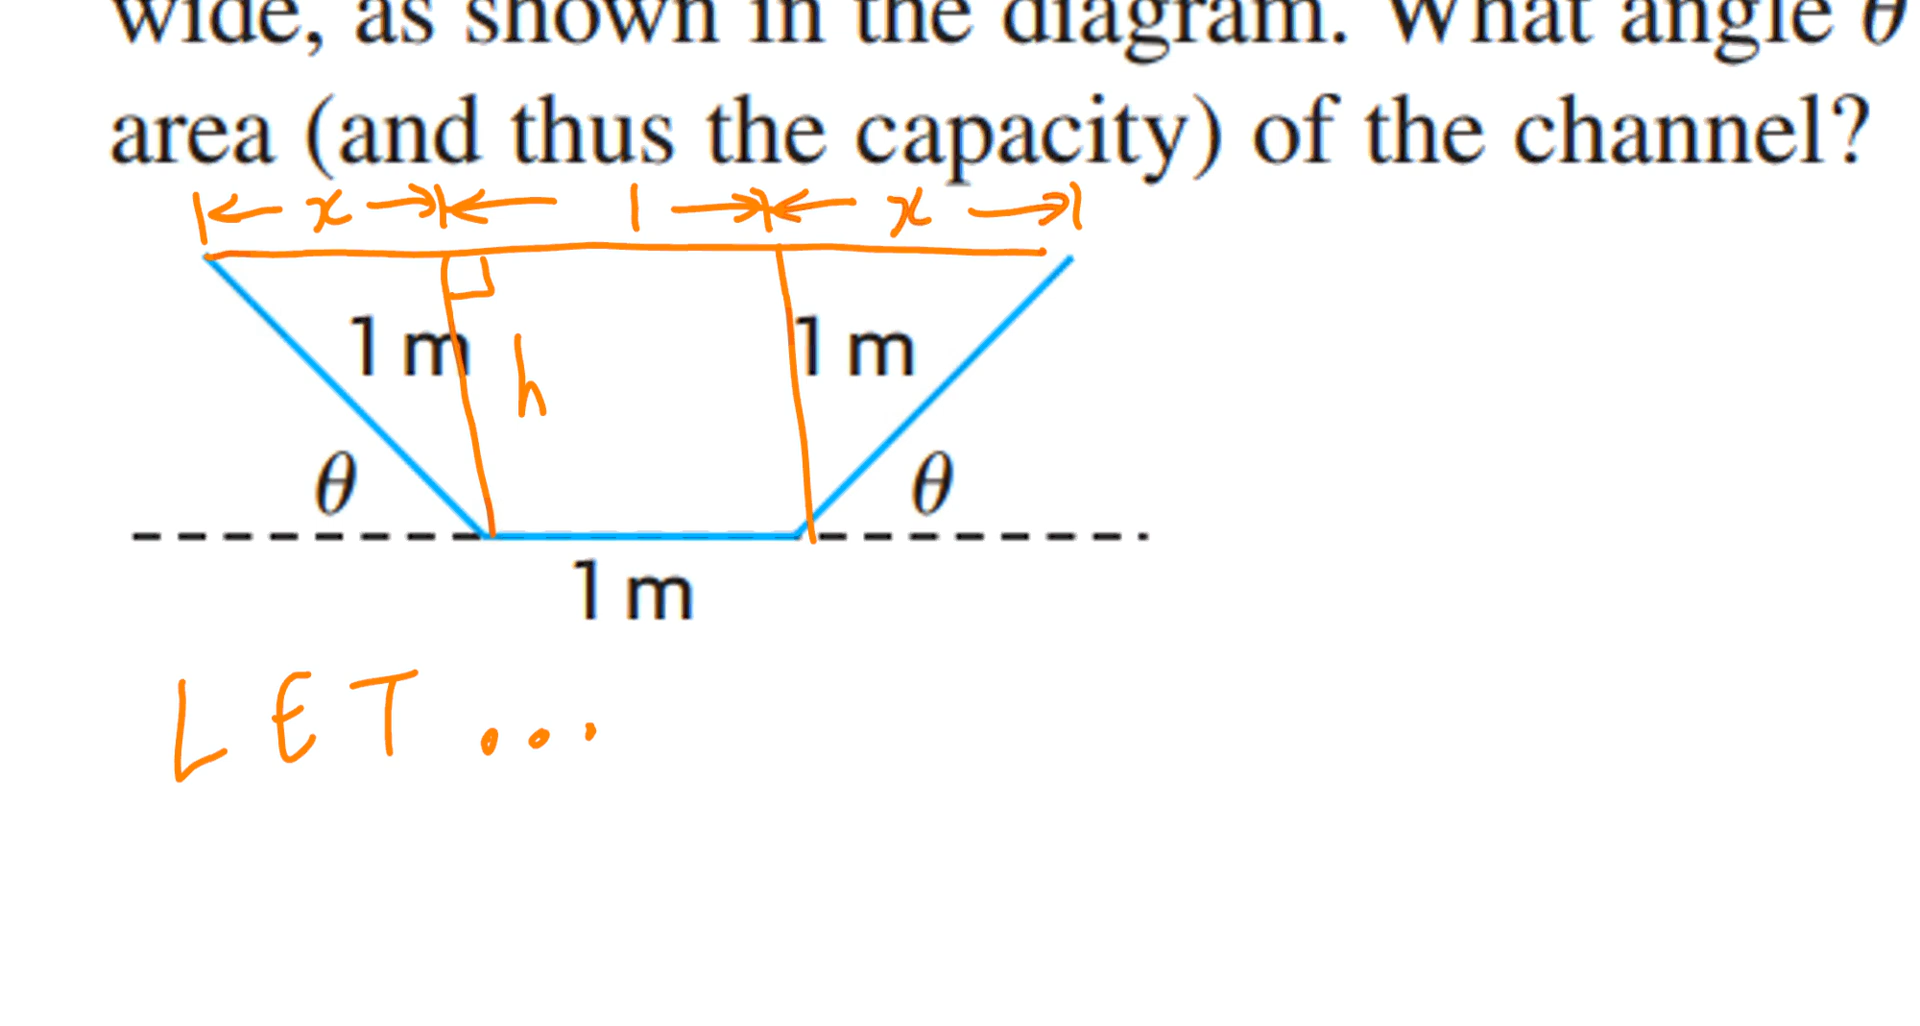 wide, as shown in the diagram. What angle θ
area (and thus the capacity) of the channel?
x 1 x
1 m 1 m
h
θ θ
1 m
LET...